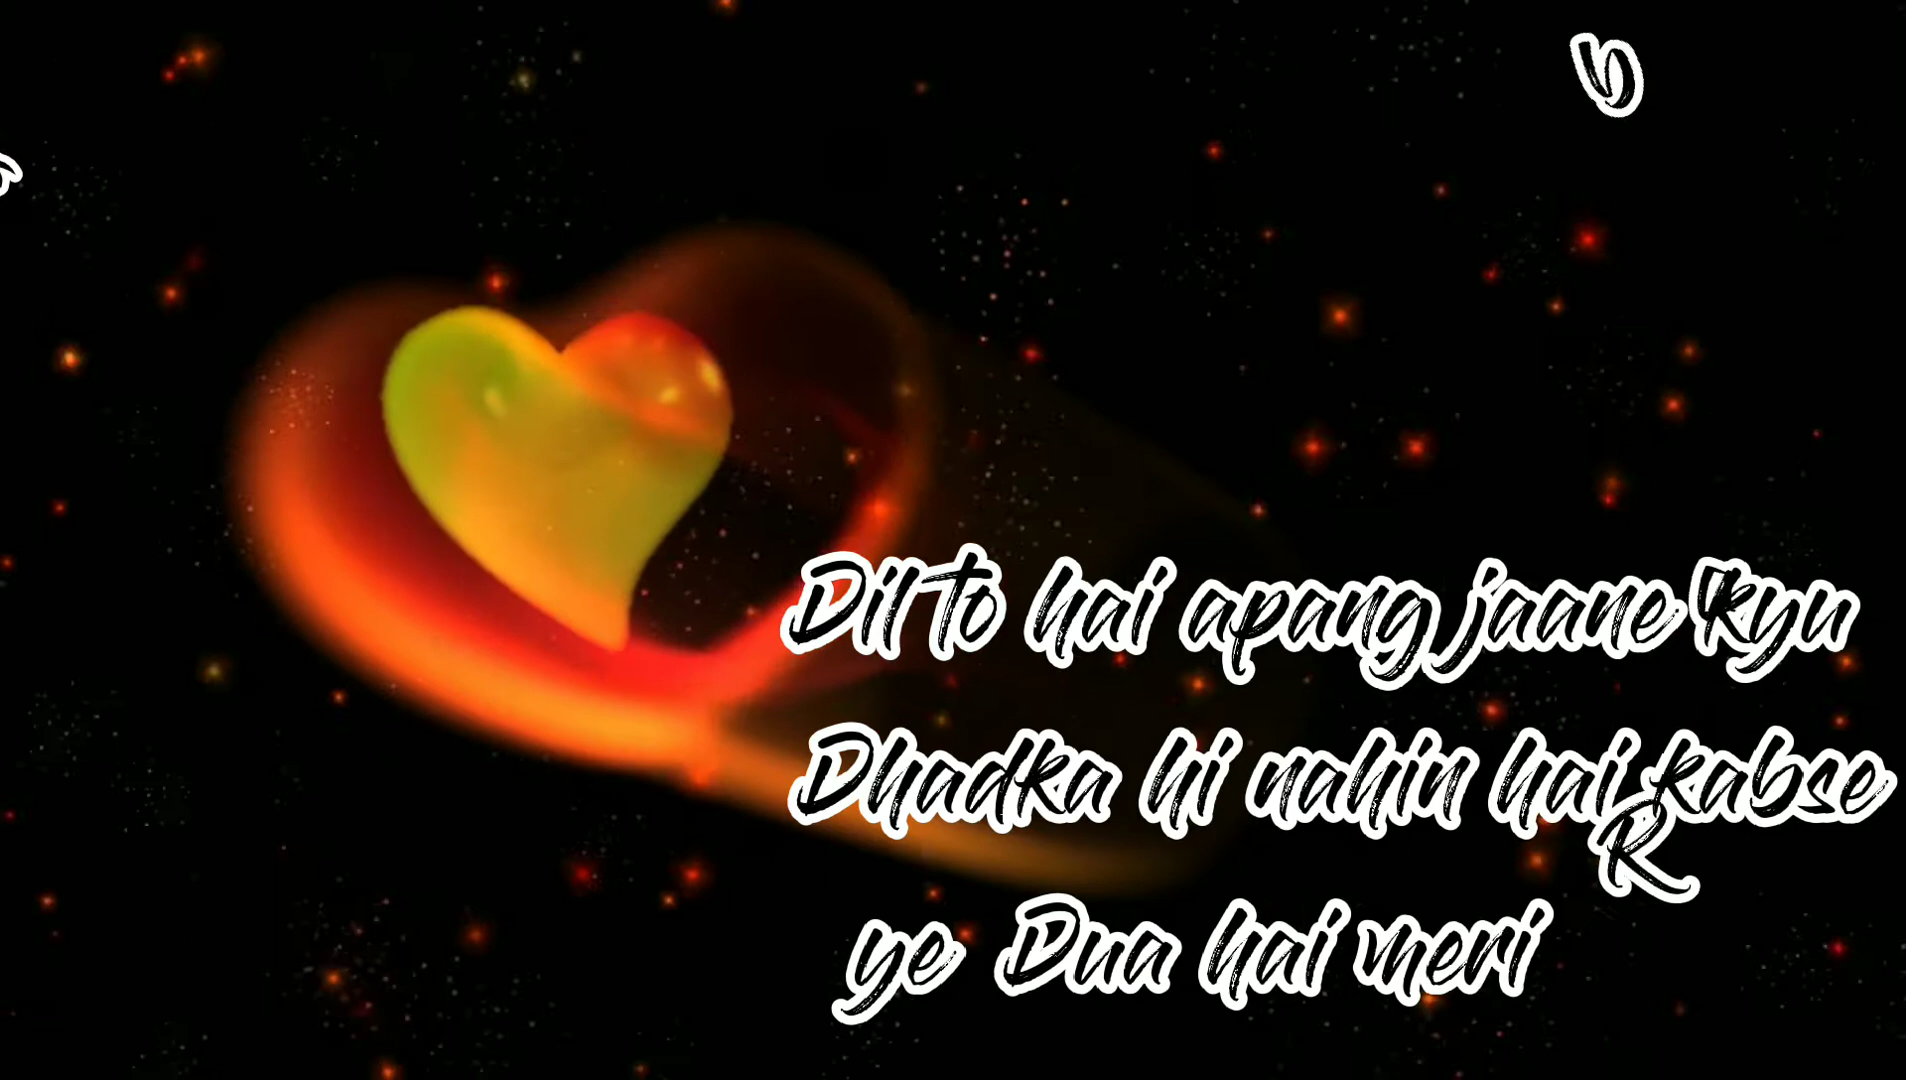 b
Dil to hai apang jaane kyu
Dhadka hi nahin hai kabse
R
ye Dua hai meri